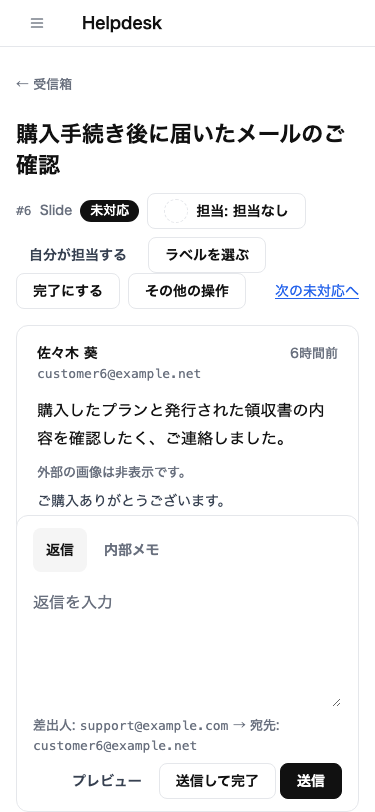 Helpdesk
← 受信箱
購入手続き後に届いたメールのご
確認
#6 Slide 未対応 担当: 担当なし
自分が担当する ラベルを選ぶ
完了にする その他の操作 次の未対応へ
佐々木 葵 6時間前
customer6@example.net
購入したプランと発行された領収書の内
容を確認したく、ご連絡しました。
外部の画像は非表示です。
ご購入ありがとうございます。
返信 内部メモ
返信を入力
差出人: support@example.com → 宛先:
customer6@example.net
プレビュー 送信して完了 送信